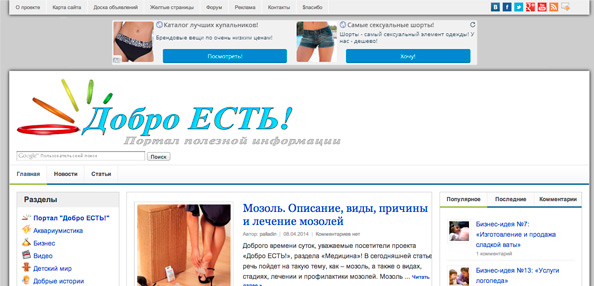 О проекте Карта сайта Доска объявлений Желтые страницы Форум Реклама Контакты Спасибо
Каталог лучших купальников!
Брендовые вещи по очень низким ценам!
Посмотреть!
Самые сексуальные шорты!
Шорты - самый сексуальный элемент одежды! У нас - дешево!
Хочу!
Добро ЕСТЬ!
Портал полезной информации
Google Пользовательский поиск Поиск
Главная Новости Статьи
Разделы
Портал "Добро ЕСТЬ!"
Аквариумистика
Бизнес
Видео
Детский мир
Добрые истории
Мозоль. Описание, виды, причины
и лечение мозолей
Автор: palladin | 08.04.2014 | Комментариев нет
Доброго времени суток, уважаемые посетители проекта
«Добро ЕСТЬ!», раздела «Медицина»! В сегодняшней статье
речь пойдет на такую тему, как – мозоль, а также о видах,
стадиях, лечении и профилактики мозолей. Мозоль ... Читать
далее >
Популярное Последние Комментарии
Бизнес-идея №7:
«Изготовление и продажа
сладкой ваты»
1 комментарий
Бизнес-идея №13: «Услуги
логопеда»